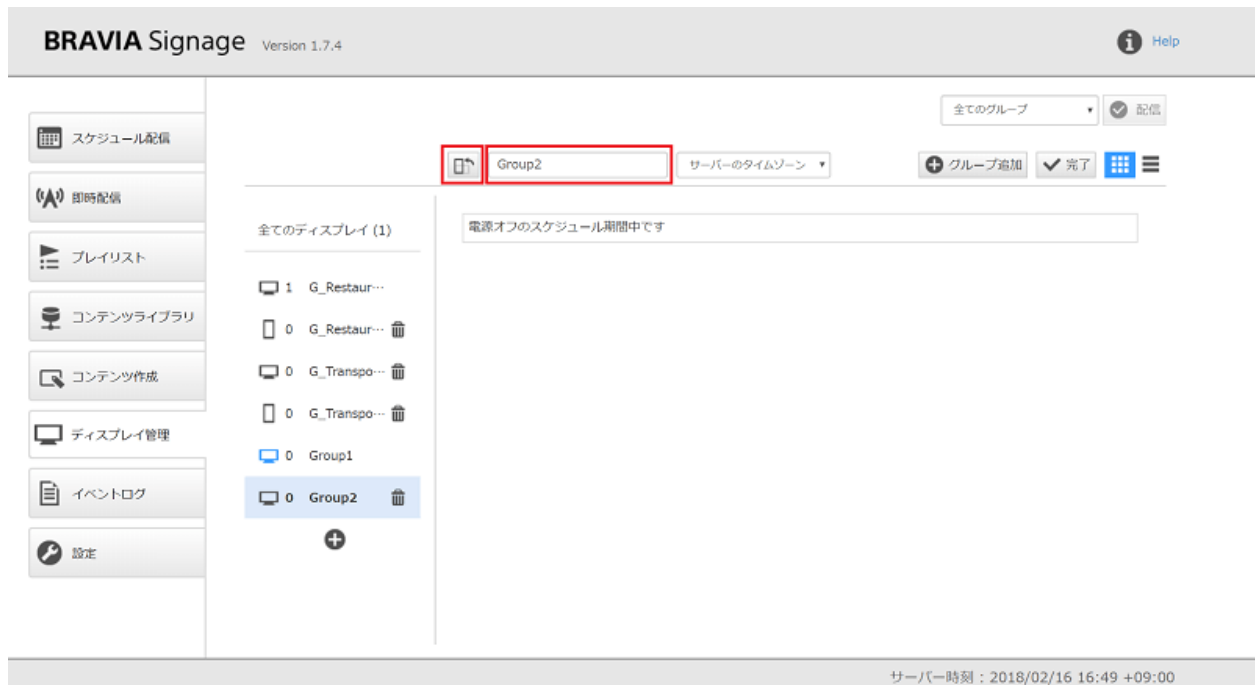 BRAVIA Signage Version 1.7.4
Help
全てのグループ
配信
スケジュール配信
Group2
サーバーのタイムゾーン
グループ追加
完了
即時配信
全てのディスプレイ (1)
電源オフのスケジュール期間中です
プレイリスト
1 G_Restaur…
コンテンツライブラリ
0 G_Restaur…
コンテンツ作成
0 G_Transpo…
0 G_Transpo…
ディスプレイ管理
0 Group1
イベントログ
0 Group2
設定
サーバー時刻 : 2018/02/16 16:49 +09:00